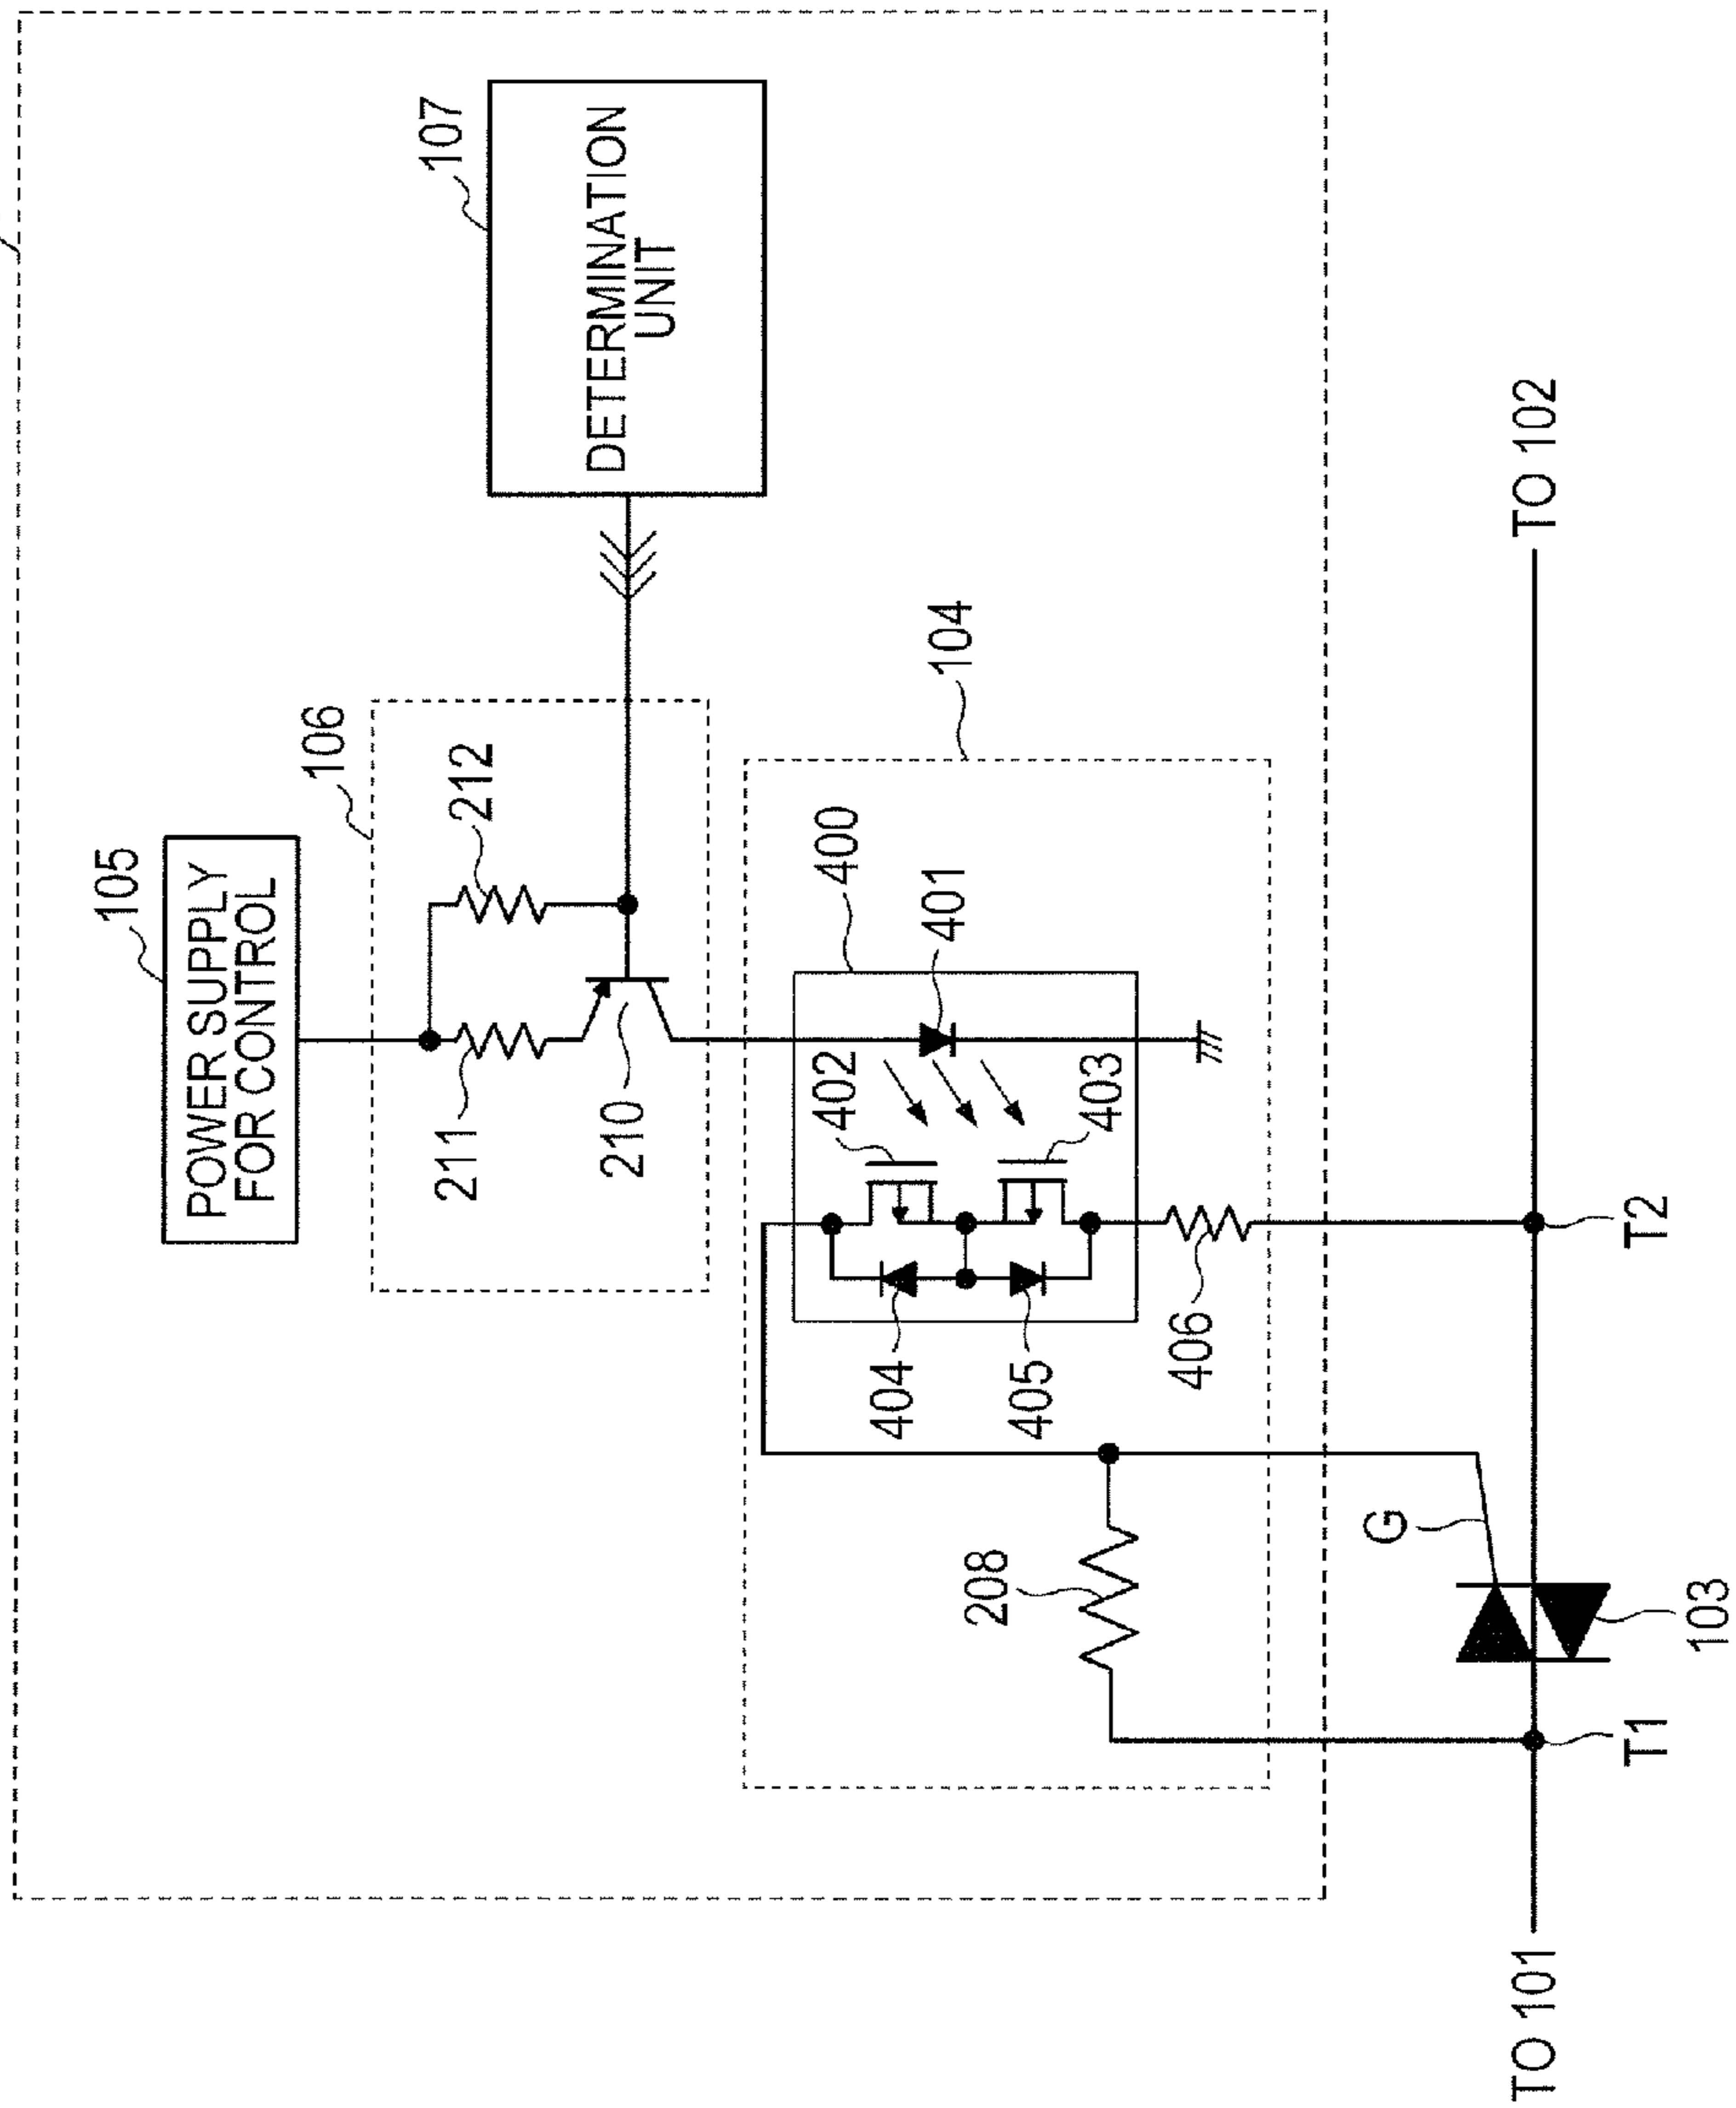 105
POWER SUPPLY
FOR CONTROL
107
DETERMINATION
UNIT
106
211
212
210
104
400
402
401
404
403
405
406
208
G
TO 101
T1
103
T2
TO 102